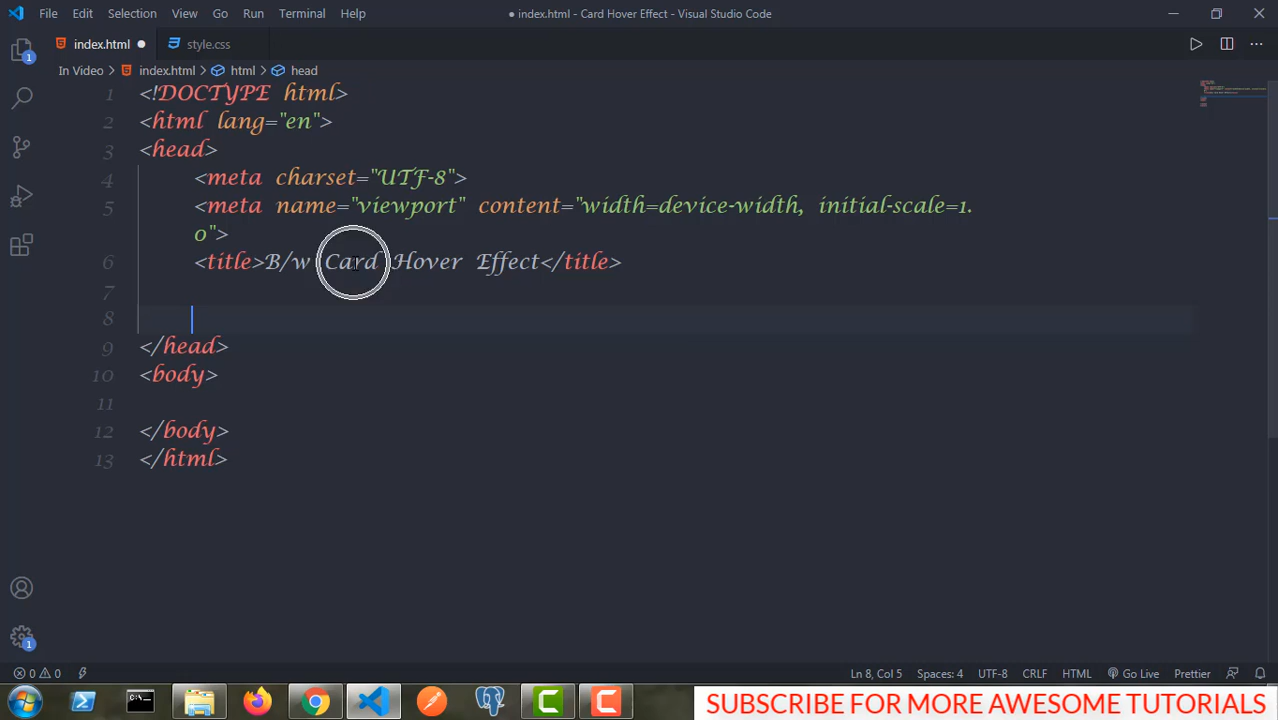 File Edit Selection View Go Run Terminal Help ● index.html - Card Hover Effect - Visual Studio Code
index.html ● style.css
In Video > index.html > html > head
1 <!DOCTYPE html>
2 <html lang="en">
3 <head>
4 <meta charset="UTF-8">
5 <meta name="viewport" content="width=device-width, initial-scale=1.
0">
6 <title>B/w Card Hover Effect</title>
7
8
9 </head>
10 <body>
11
12 </body>
13 </html>
1
1
0 0 Ln 8, Col 5 Spaces: 4 UTF-8 CRLF HTML Go Live Prettier
SUBSCRIBE FOR MORE AWESOME TUTORIALS